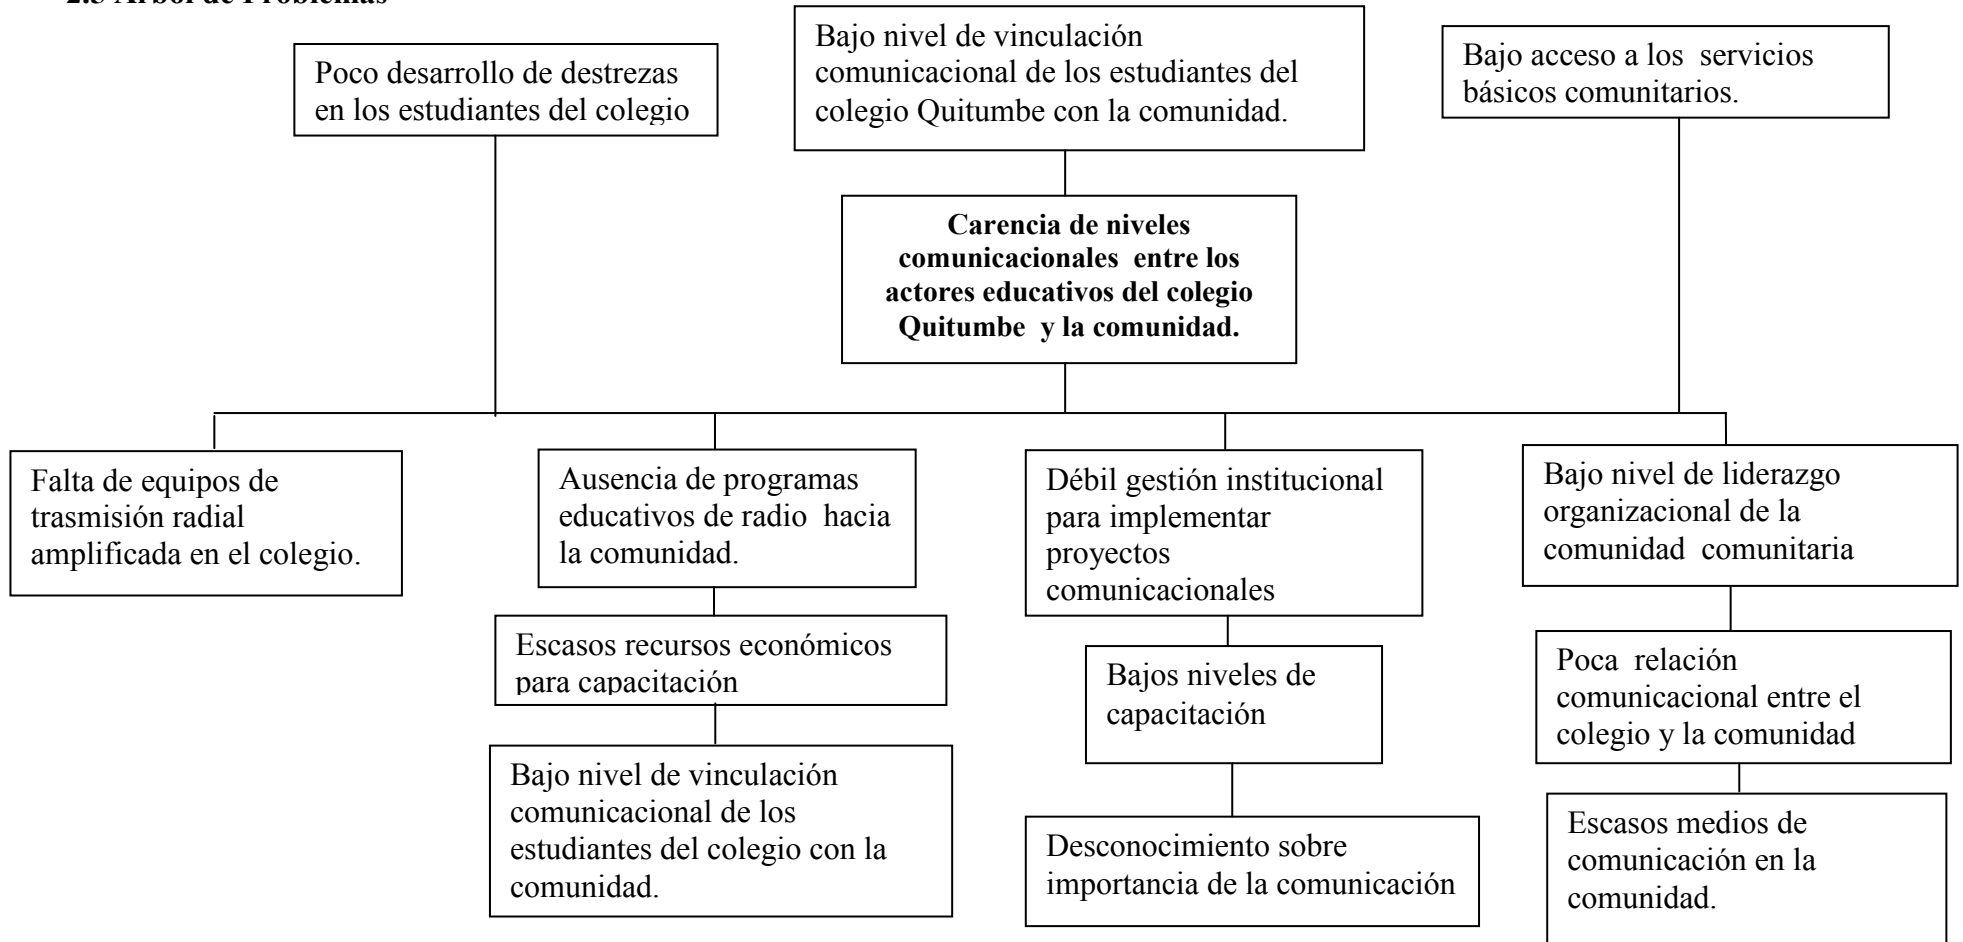 2.3 Árbol de Problemas
Poco desarrollo de destrezas
en los estudiantes del colegio
Bajo nivel de vinculación
comunicacional de los estudiantes del
colegio Quitumbe con la comunidad.
Bajo acceso a los  servicios
básicos comunitarios.
Carencia de niveles
comunicacionales  entre los
actores educativos del colegio
Quitumbe  y la comunidad.
Falta de equipos de
trasmisión radial
amplificada en el colegio.
Ausencia de programas
educativos de radio  hacia
la comunidad.
Escasos recursos económicos
para capacitación
Bajo nivel de vinculación
comunicacional de los
estudiantes del colegio con la
comunidad.
Débil gestión institucional
para implementar
proyectos
comunicacionales
Bajos niveles de
capacitación
Desconocimiento sobre
importancia de la comunicación
Bajo nivel de liderazgo
organizacional de la
comunidad  comunitaria
Poca  relación
comunicacional entre el
colegio y la comunidad
Escasos medios de
comunicación en la
comunidad.